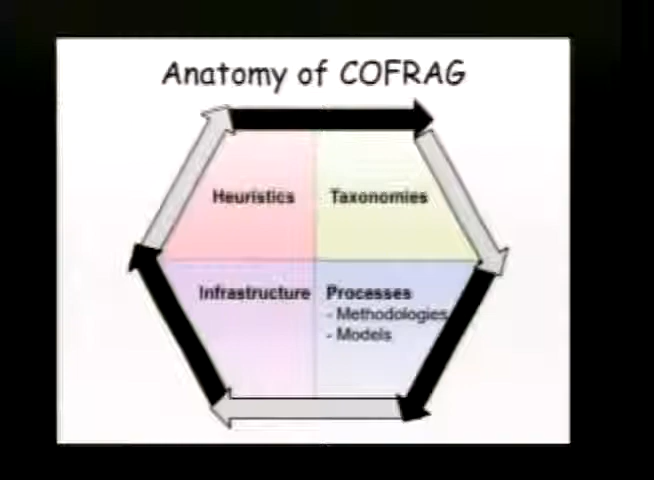 Anatomy of COFRAG
Heuristics
Taxonomies
Infrastructure
Processes
- Methodologies
- Models